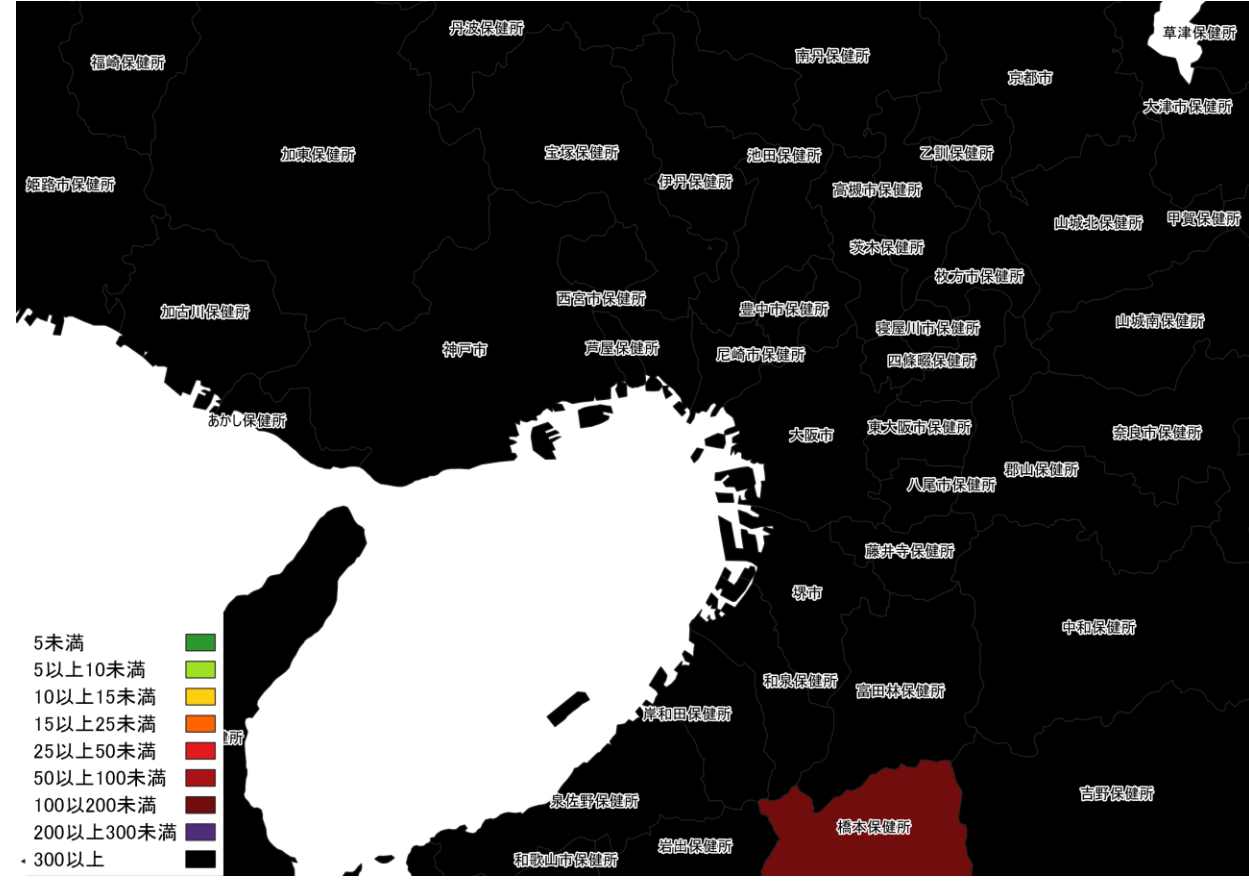 丹波保健所
草津保健所
福崎保健所
南丹保健所
京都市
大津市保健所
加東保健所
宝塚保健所
池田保健所
乙訓保健所
姫路市保健所
伊丹保健所
高槻市保健所
山城北保健所
甲賀保健所
茨木保健所
枚方市保健所
加古川保健所
西宮市保健所
豊中市保健所
山城南保健所
寝屋川市保健所
神戸市
芦屋保健所
尼崎市保健所
四條畷保健所
あかし保健所
大阪市
東大阪市保健所
奈良市保健所
郡山保健所
八尾市保健所
藤井寺保健所
堺市
中和保健所
和泉保健所
富田林保健所
岸和田保健所
健所
泉佐野保健所
吉野保健所
橋本保健所
岩出保健所
和歌山市保健所
5未満
5以上10未満
10以上15未満
15以上25未満
25以上50未満
50以上100未満
100以200未満
200以上300未満
300以上